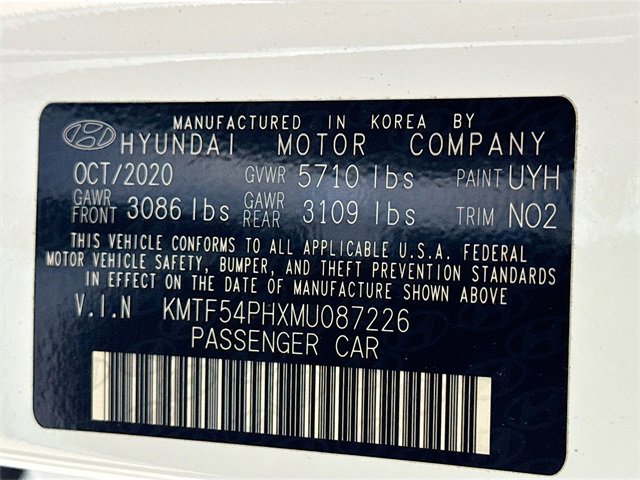 MANUFACTURED IN KOREA BY
HYUNDAI MOTOR COMPANY
OCT/2020 GVWR 5710 lbs PAINT UYH
GAWR FRONT 3086 lbs GAWR REAR 3109 lbs TRIM NO2
THIS VEHICLE CONFORMS TO ALL APPLICABLE U.S.A. FEDERAL
MOTOR VEHICLE SAFETY, BUMPER, AND THEFT PREVENTION STANDARDS
IN EFFECT ON THE DATE OF MANUFACTURE SHOWN ABOVE
V.I.N KMTF54PHXMU087226
PASSENGER CAR